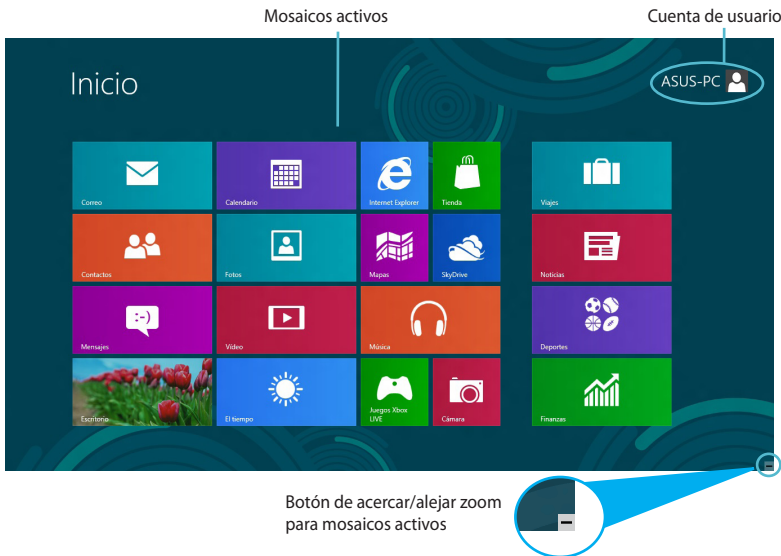 Mosaicos activos
Cuenta de usuario
Inicio
ASUS-PC
Correo
Calendario
Internet Explorer
Tienda
Viajes
Contactos
Fotos
Mapas
SkyDrive
Noticias
Mensajes
Vídeo
Música
Deportes
Escritorio
El tiempo
Juegos Xbox
LIVE
Cámara
Finanzas
Botón de acercar/alejar zoom
para mosaicos activos